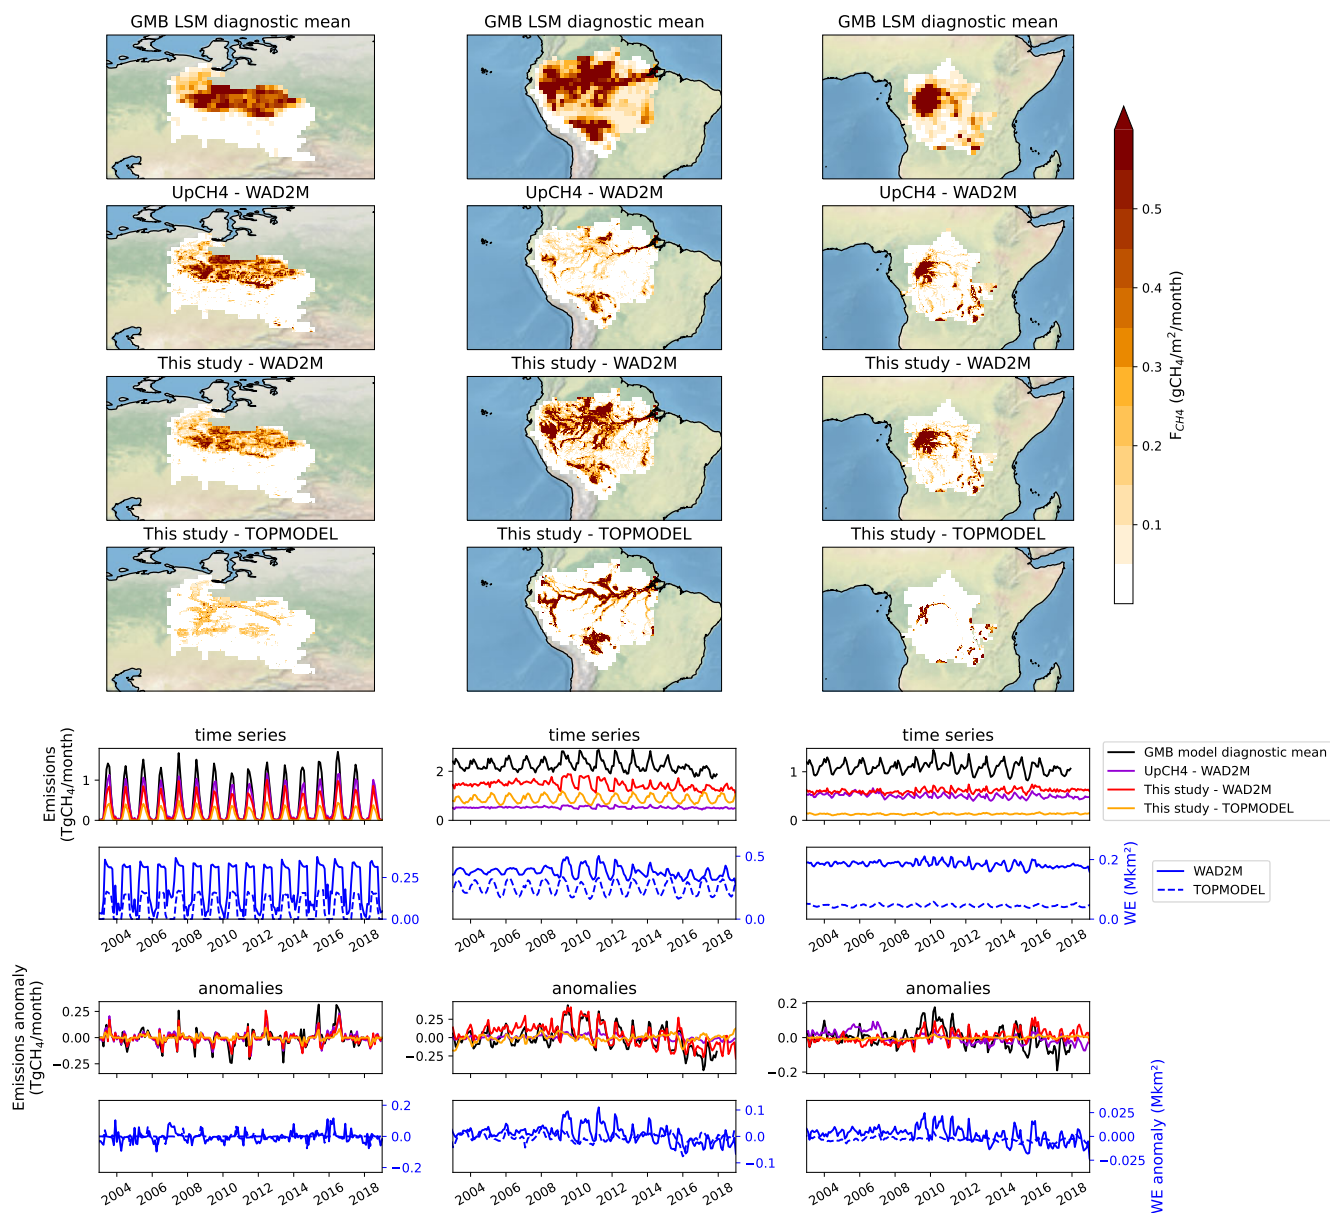 GMB LSM diagnostic mean
GMB LSM diagnostic mean
GMB LSM diagnostic mean
UpCH4 - WAD2M
UpCH4 - WAD2M
UpCH4 - WAD2M
This study - WAD2M
This study - WAD2M
This study - WAD2M
This study - TOPMODEL
This study - TOPMODEL
This study - TOPMODEL
0.5
0.4
0.3
0.2
0.1
F_CH4 (gCH₄/m²/month)
time series
time series
time series
Emissions
(TgCH₄/month)
1
0
2
0
1
0
GMB model diagnostic mean
UpCH4 - WAD2M
This study - WAD2M
This study - TOPMODEL
0.25
0.00
0.5
0.0
0.2
0.0
WE (Mkm²)
WAD2M
TOPMODEL
2004 2006 2008 2010 2012 2014 2016 2018
2004 2006 2008 2010 2012 2014 2016 2018
2004 2006 2008 2010 2012 2014 2016 2018
anomalies
anomalies
anomalies
Emissions anomaly
(TgCH₄/month)
0.25
0.00
−0.25
0.25
0.00
−0.25
0.2
0.0
−0.2
0.2
0.0
−0.2
0.1
0.0
−0.1
0.025
0.000
−0.025
WE anomaly (Mkm²)
2004 2006 2008 2010 2012 2014 2016 2018
2004 2006 2008 2010 2012 2014 2016 2018
2004 2006 2008 2010 2012 2014 2016 2018